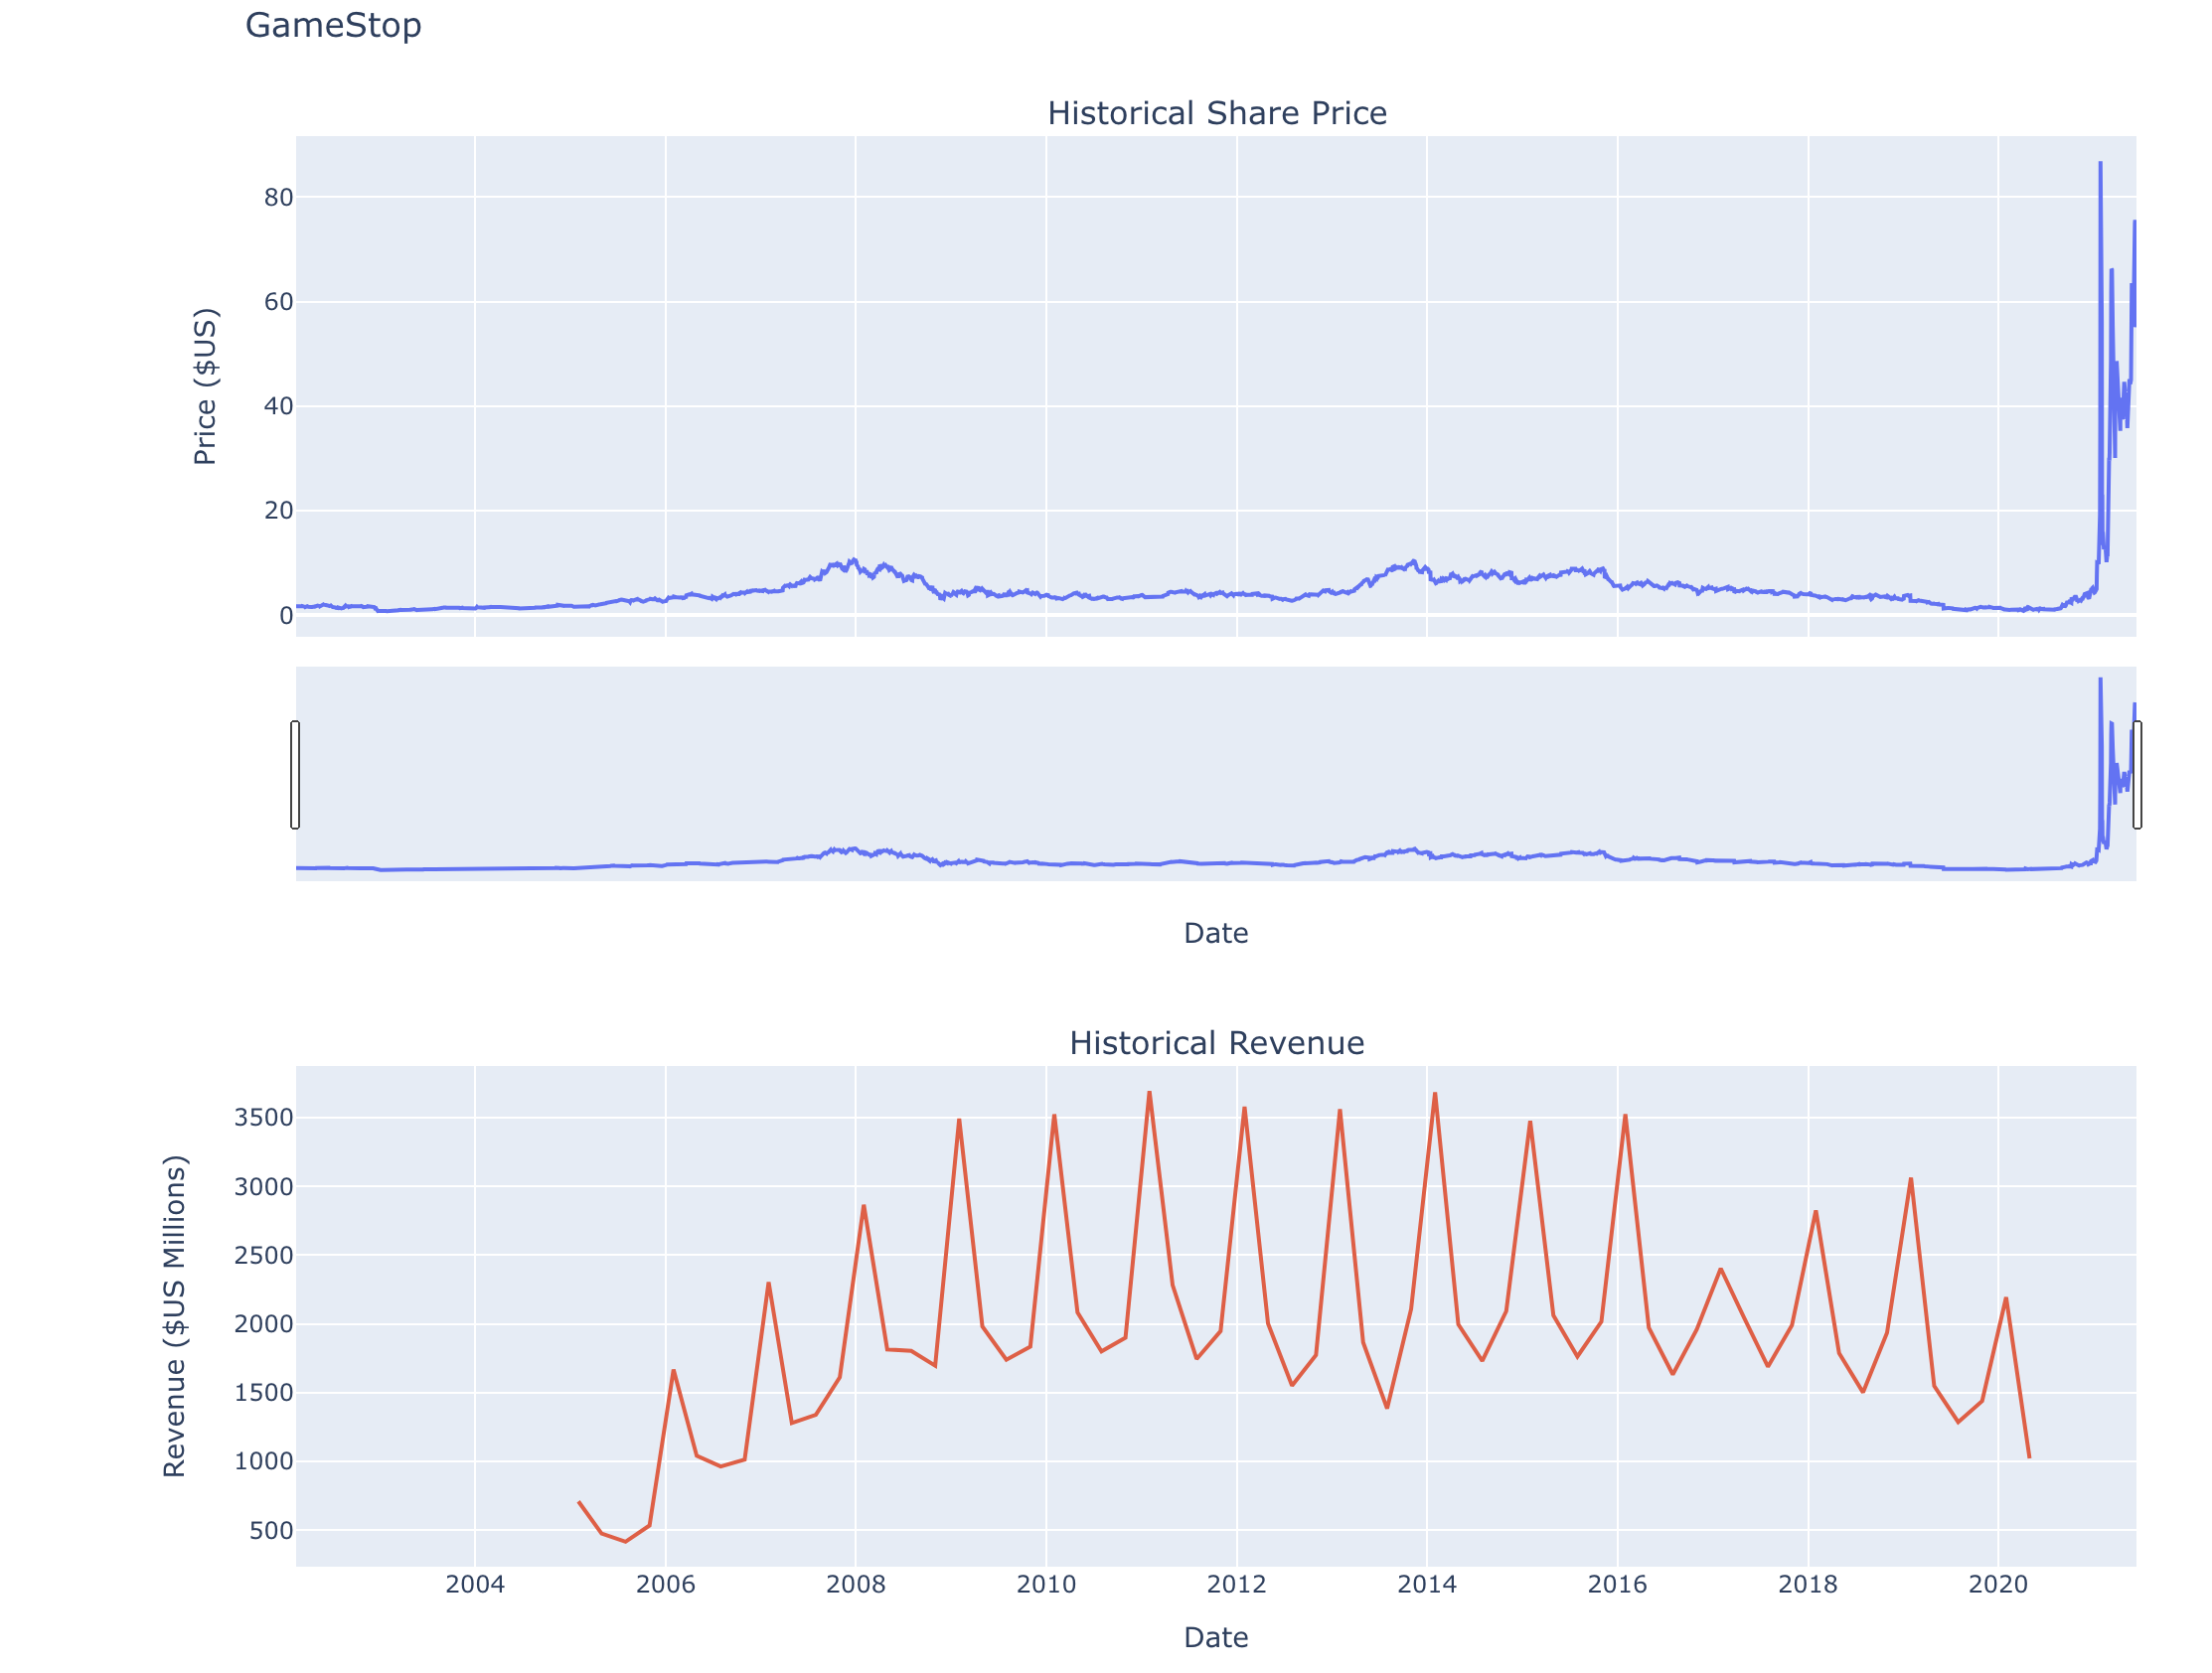 GameStop
Historical Share Price
Price ($US)
80
60
40
20
0
Date
Historical Revenue
Revenue ($US Millions)
3500
3000
2500
2000
1500
1000
500
2004 2006 2008 2010 2012 2014 2016 2018 2020
Date